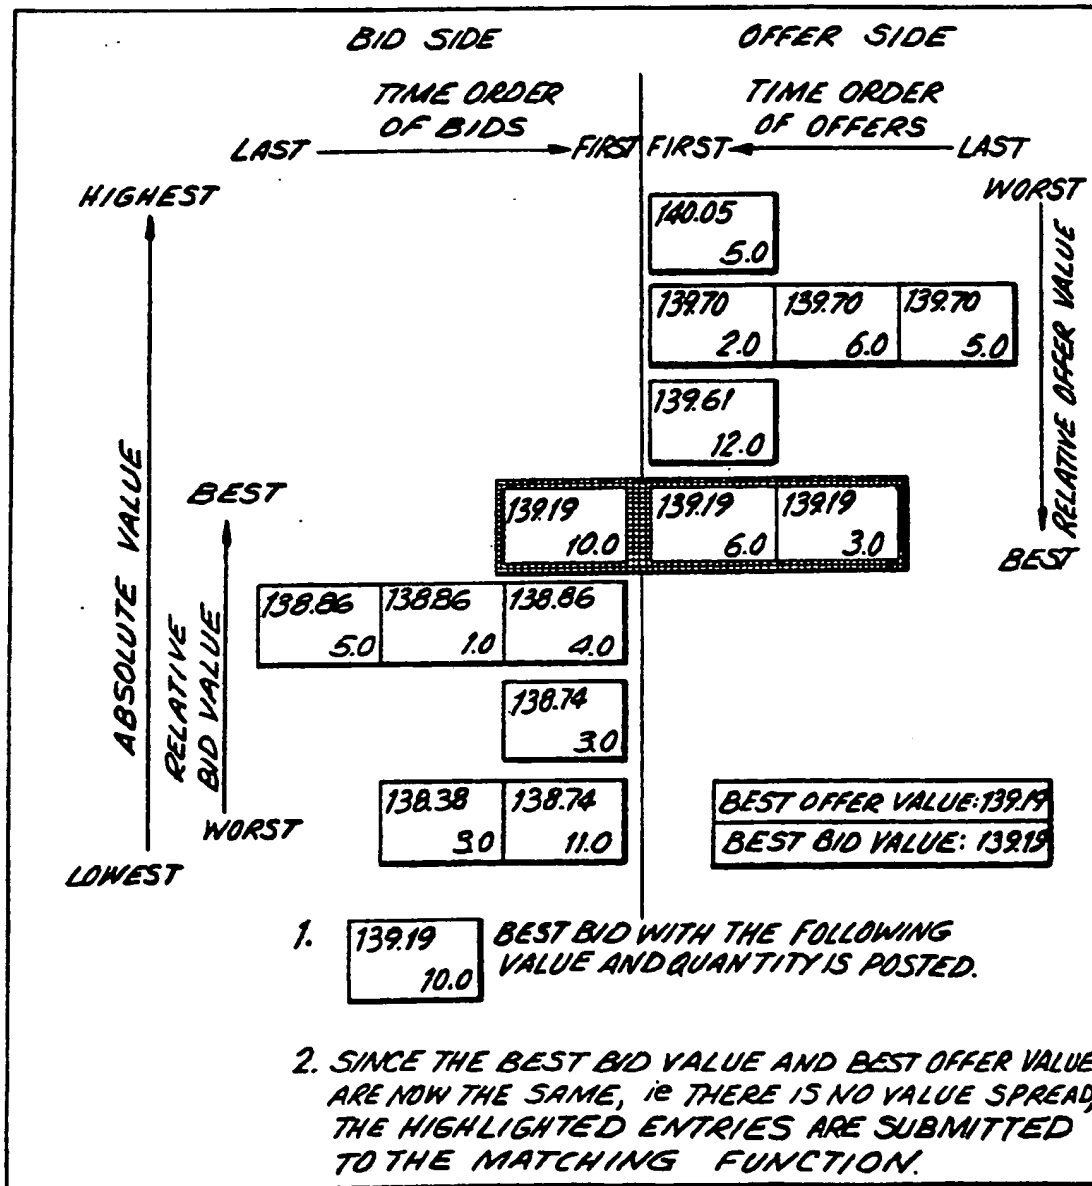 BID SIDE
OFFER SIDE
TIME ORDER
OF BIDS
TIME ORDER
OF OFFERS
LAST FIRST FIRST LAST
HIGHEST
WORST
140.05
5.0
139.70 139.70 139.70
2.0 6.0 5.0
139.61
12.0
RELATIVE OFFER VALUE
ABSOLUTE VALUE
BEST
139.19 139.19 139.19
10.0 6.0 3.0
BEST
138.86 138.86 138.86
5.0 1.0 4.0
RELATIVE
BID VALUE
138.74
3.0
138.38 138.74
3.0 11.0
WORST
LOWEST
BEST OFFER VALUE: 139.19
BEST BID VALUE: 139.19
1. 139.19
10.0
BEST BID WITH THE FOLLOWING
VALUE AND QUANTITY IS POSTED.
2. SINCE THE BEST BID VALUE AND BEST OFFER VALUE
ARE NOW THE SAME, ie THERE IS NO VALUE SPREAD,
THE HIGHLIGHTED ENTRIES ARE SUBMITTED
TO THE MATCHING FUNCTION.